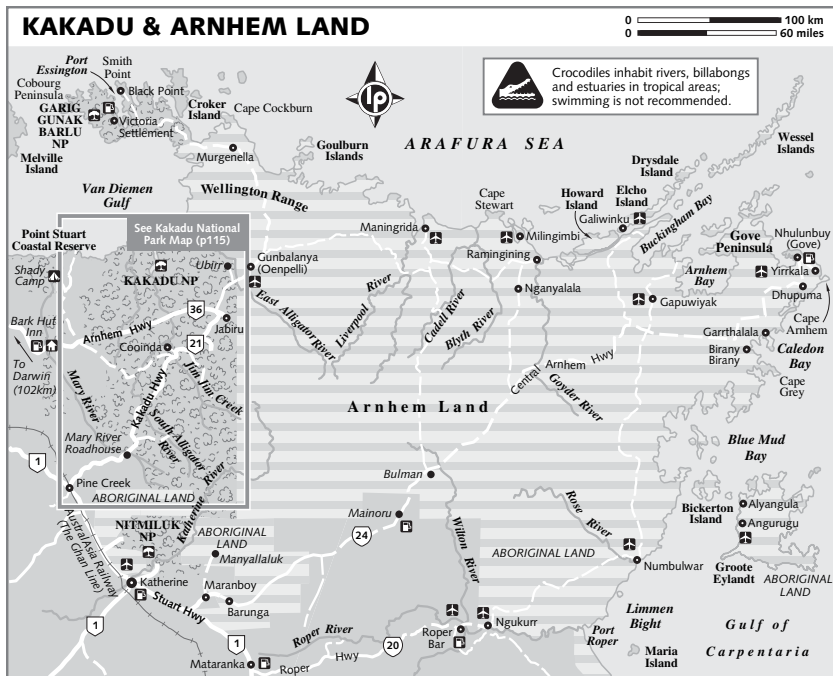 KAKADU & ARNHEM LAND
0 100 km
0 60 miles
Crocodiles inhabit rivers, billabongs
and estuaries in tropical areas;
swimming is not recommended.
lp
Port
Essington
Smith
Point
Cobourg
Peninsula
Black Point
GARIG
GUNAK
BARLU
NP
Victoria
Settlement
Croker
Island
Cape Cockburn
Melville
Island
Murgenella
Goulburn
Islands
ARAFURA SEA
Wessel
Islands
Drysdale
Island
Van Diemen
Gulf
Wellington Range
Cape
Stewart
Howard
Island
Elcho
Island
Galiwinku
Buckingham Bay
Point Stuart
Coastal Reserve
See Kakadu National
Park Map (p115)
Maningrida
Milingimbi
Ramingining
Gove
Peninsula
Nhulunbuy
(Gove)
Yirrkala
Shady
Camp
Ubirr
KAKADU NP
Gunbalanya
(Oenpelli)
Nganyalala
Arnhem
Bay
Gapuwiyak
Dhupuma
Cape
Arnhem
36
Arnhem Hwy
Jabiru
East Alligator
River
Liverpool
River
Cadell River
Blyth River
Bark Hut
Inn
Cooinda
21
To
Darwin
(102km)
Garrthalala
Birany
Birany
Caledon
Bay
Cape
Grey
Central Arnhem Hwy
Goyder River
Mary River
Kakadu Hwy
Jim Jim Creek
South Alligator
River
Arnhem Land
Mary River
Roadhouse
Blue Mud
Bay
1
Pine Creek
ABORIGINAL LAND
Katherine River
Bulman
Mainoru
Rose
River
Bickerton
Island
Alyangula
Angurugu
AustralAsia Railway
(The Ghan Line)
NITMILUK
NP
ABORIGINAL
LAND
Manyallaluk
24
Wilton River
ABORIGINAL LAND
Numbulwar
Groote
Eylandt
ABORIGINAL
LAND
Katherine
Maranboy
Barunga
Stuart Hwy
1
1
Roper River
Roper
Bar
Ngukurr
Limmen
Bight
Port
Roper
Maria
Island
Gulf of
Carpentaria
Mataranka
Roper Hwy
20